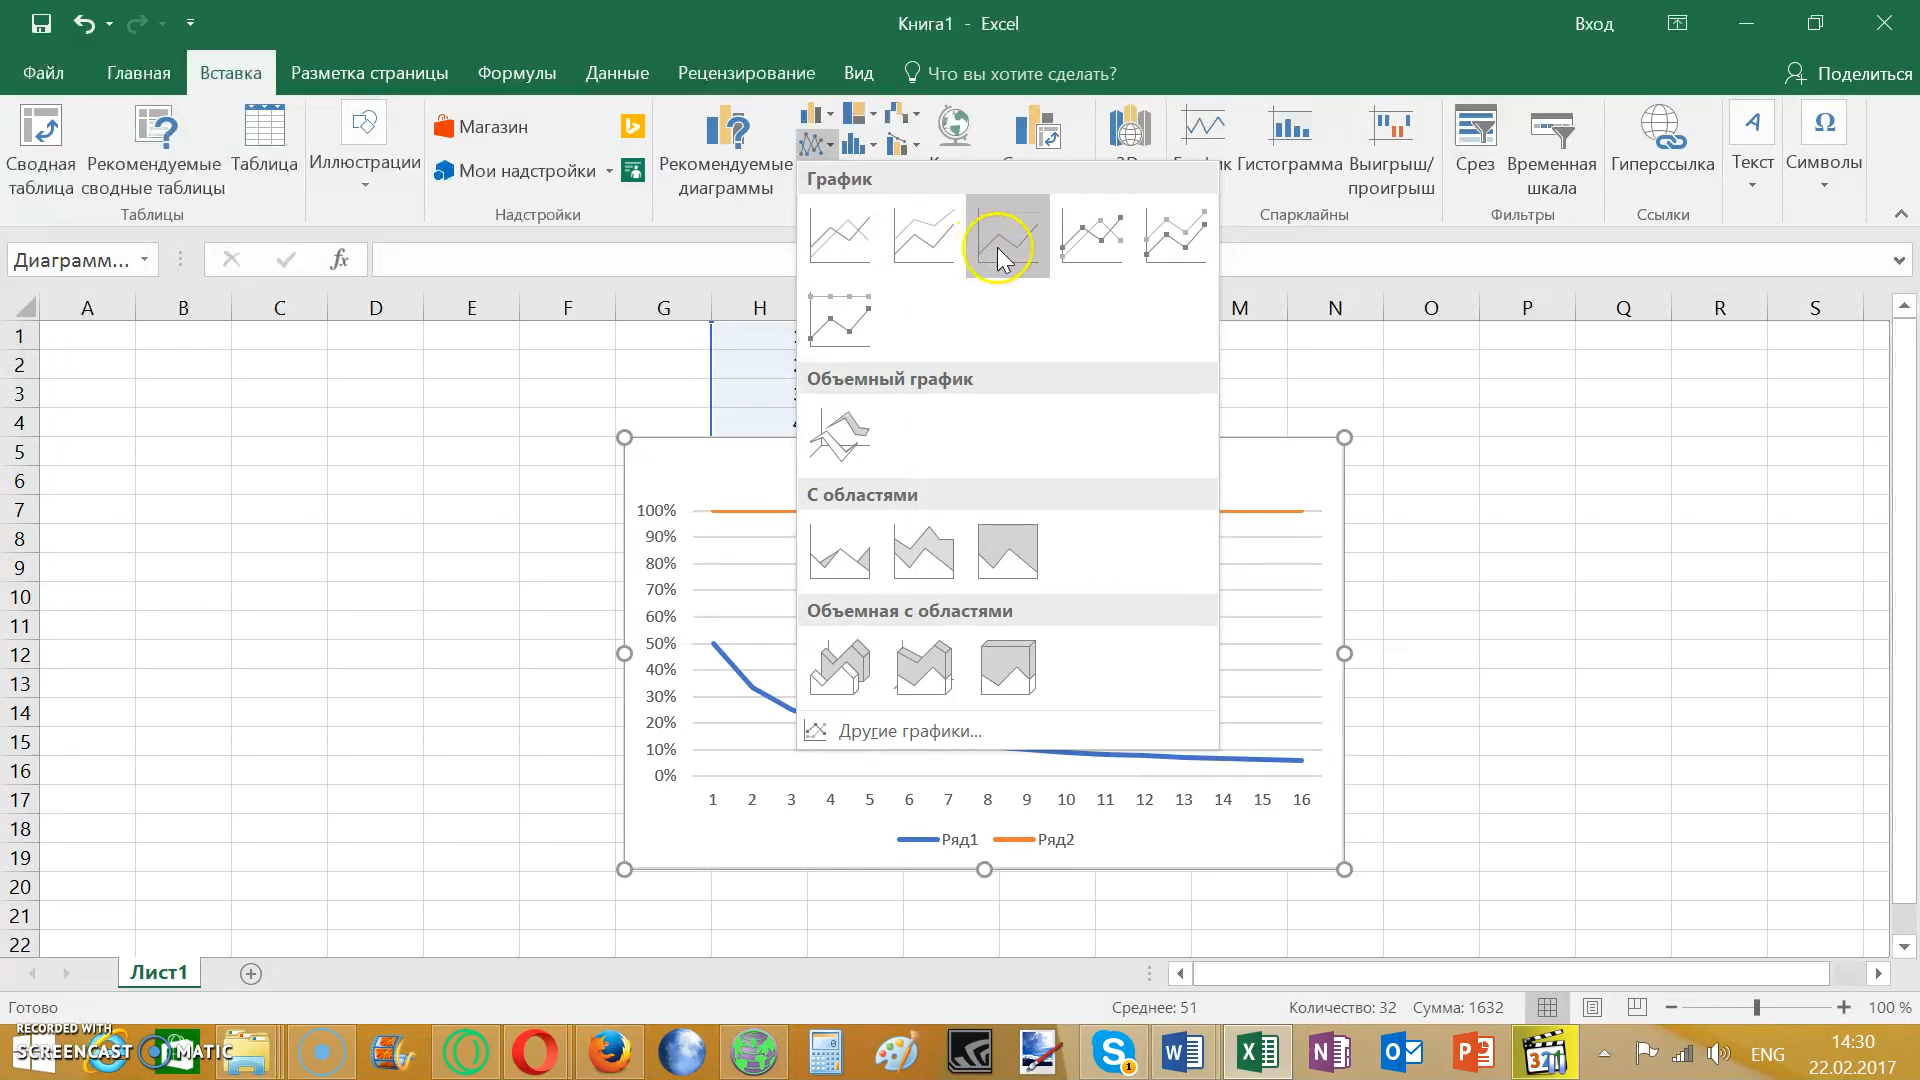 Книга1 - Excel
Вход
Файл
Главная
Вставка
Разметка страницы
Формулы
Данные
Рецензирование
Вид
Что вы хотите сделать?
Поделиться
Сводная таблица
Рекомендуемые сводные таблицы
Таблица
Таблицы
Иллюстрации
Магазин
Мои надстройки
Надстройки
Рекомендуемые диаграммы
Гистограмма
Выигрыш/проигрыш
Спарклайны
Срез
Временная шкала
Фильтры
Гиперссылка
Ссылки
Текст
Символы
Диаграмм...
fx
График
Объемный график
С областями
Объемная с областями
Другие графики...
A B C D E F G H M N O P Q R S
1
2
3
4
5
6
7
8
9
10
11
12
13
14
15
16
17
18
19
20
21
22
100%
90%
80%
70%
60%
50%
40%
30%
20%
10%
0%
1 2 3 4 5 6 7 8 9 10 11 12 13 14 15 16
Ряд1 Ряд2
Лист1
Готово
Среднее: 51
Количество: 32
Сумма: 1632
100 %
RECORDED WITH
SCREENCAST MATIC
ENG
14:30
22.02.2017